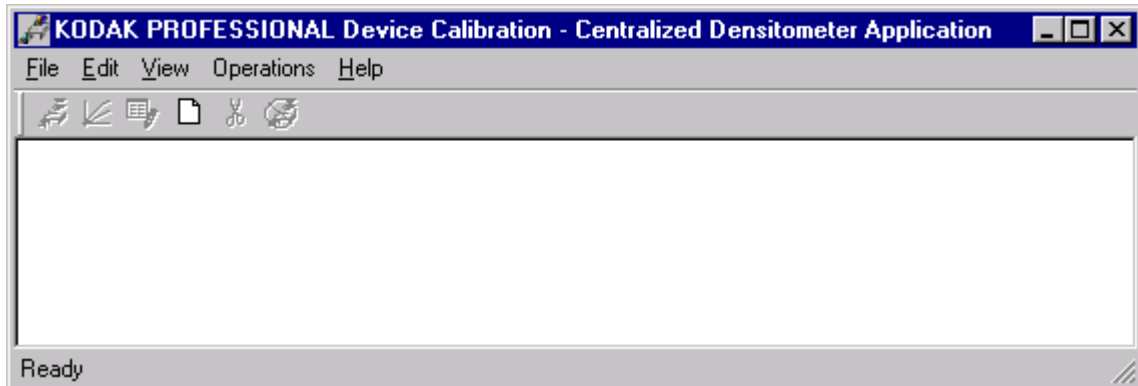 KODAK PROFESSIONAL Device Calibration - Centralized Densitometer Application
File Edit View Operations Help
Ready